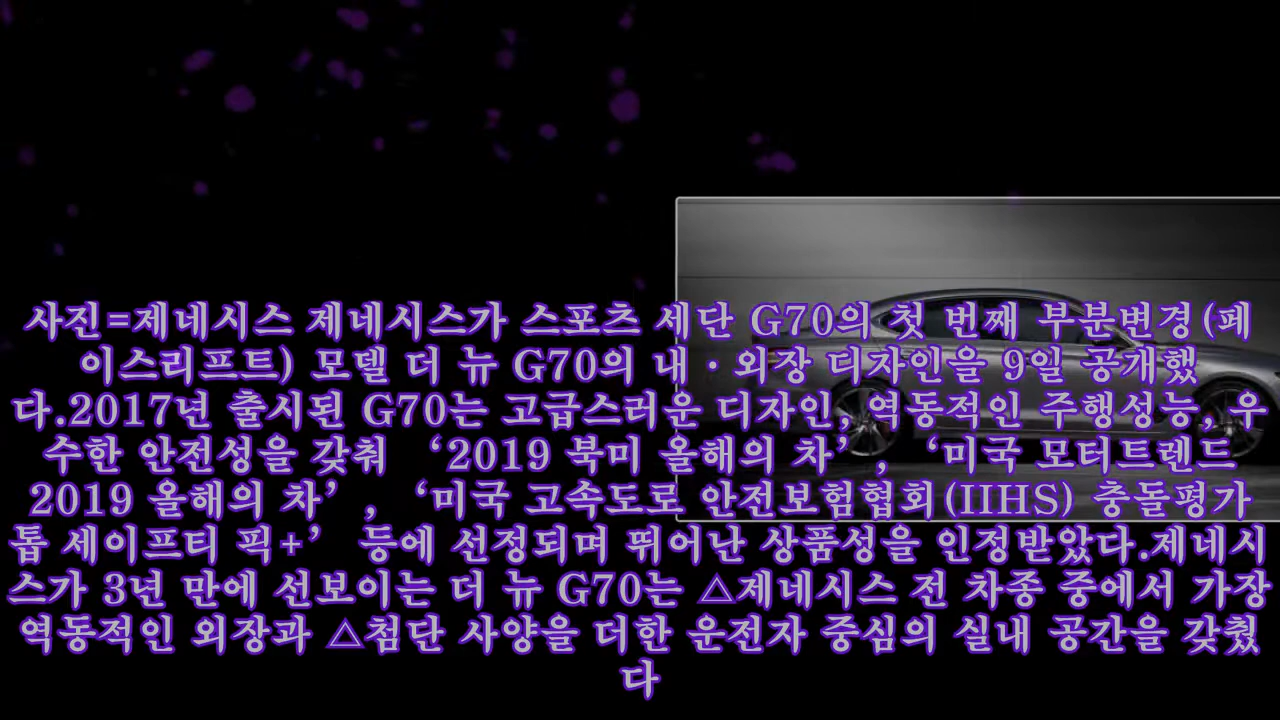 사진=제네시스 제네시스가 스포츠 세단 G70의 첫 번째 부분변경(페
이스리프트) 모델 더 뉴 G70의 내·외장 디자인을 9일 공개했
다.2017년 출시된 G70는 고급스러운 디자인, 역동적인 주행성능, 우
수한 안전성을 갖춰 ‘2019 북미 올해의 차’, ‘미국 모터트렌드
2019 올해의 차’, ‘미국 고속도로 안전보험협회(IIHS) 충돌평가
톱 세이프티 픽+’ 등에 선정되며 뛰어난 상품성을 인정받았다.제네시
스가 3년 만에 선보이는 더 뉴 G70는 △제네시스 전 차종 중에서 가장
역동적인 외장과 △첨단 사양을 더한 운전자 중심의 실내 공간을 갖췄
다